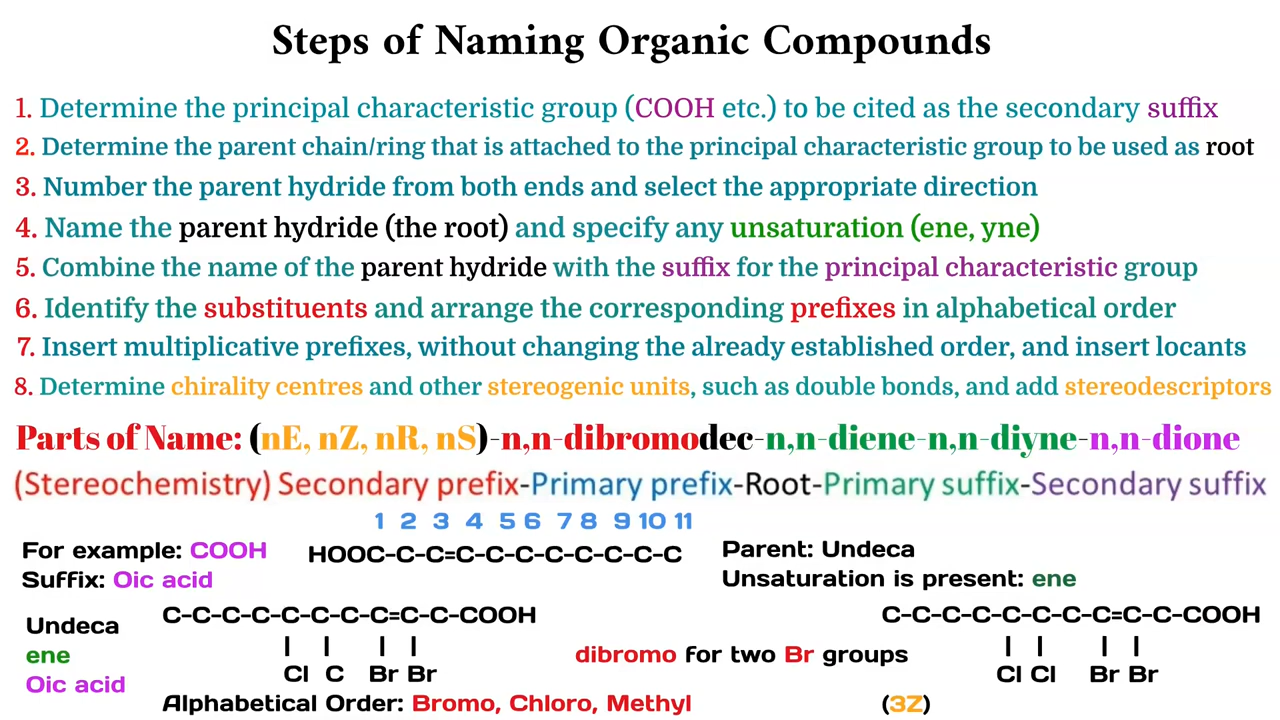 Steps of Naming Organic Compounds
1. Determine the principal characteristic group (COOH etc.) to be cited as the secondary suffix
2. Determine the parent chain/ring that is attached to the principal characteristic group to be used as root
3. Number the parent hydride from both ends and select the appropriate direction
4. Name the parent hydride (the root) and specify any unsaturation (ene, yne)
5. Combine the name of the parent hydride with the suffix for the principal characteristic group
6. Identify the substituents and arrange the corresponding prefixes in alphabetical order
7. Insert multiplicative prefixes, without changing the already established order, and insert locants
8. Determine chirality centres and other stereogenic units, such as double bonds, and add stereodescriptors
Parts of Name: (nE, nZ, nR, nS)-n,n-dibromodec-n,n-diene-n,n-diyne-n,n-dione
(Stereochemistry) Secondary prefix-Primary prefix-Root-Primary suffix-Secondary suffix
1 2 3 4 5 6 7 8 9 10 11
For example: COOH
Suffix: Oic acid
HOOC-C-C=C-C-C-C-C-C-C-C
Parent: Undeca
Unsaturation is present: ene
Undeca
ene
Oic acid
C-C-C-C-C-C-C-C=C-C-COOH
Cl C Br Br
Alphabetical Order: Bromo, Chloro, Methyl
dibromo for two Br groups
C-C-C-C-C-C-C-C=C-C-COOH
Cl Cl Br Br
(3Z)